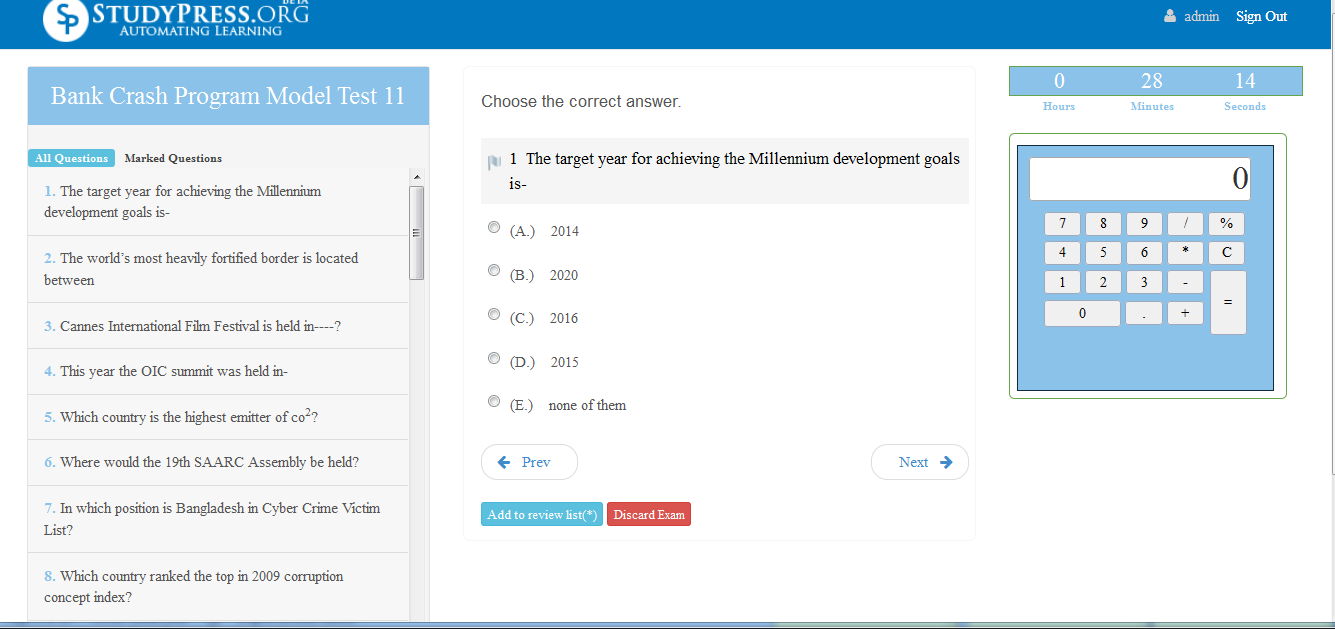 BETA
SP STUDYPRESS.ORG
AUTOMATING LEARNING
admin Sign Out
Bank Crash Program Model Test 11
All Questions Marked Questions
1. The target year for achieving the Millennium
development goals is-
2. The world's most heavily fortified border is located
between
3. Cannes International Film Festival is held in----?
4. This year the OIC summit was held in-
5. Which country is the highest emitter of co²?
6. Where would the 19th SAARC Assembly be held?
7. In which position is Bangladesh in Cyber Crime Victim
List?
8. Which country ranked the top in 2009 corruption
concept index?
Choose the correct answer.
1 The target year for achieving the Millennium development goals
is-
(A.) 2014
(B.) 2020
(C.) 2016
(D.) 2015
(E.) none of them
Prev
Next
Add to review list(*) Discard Exam
0 28 14
Hours Minutes Seconds
0
7 8 9 / %
4 5 6 * C
1 2 3 -
=
0 . +